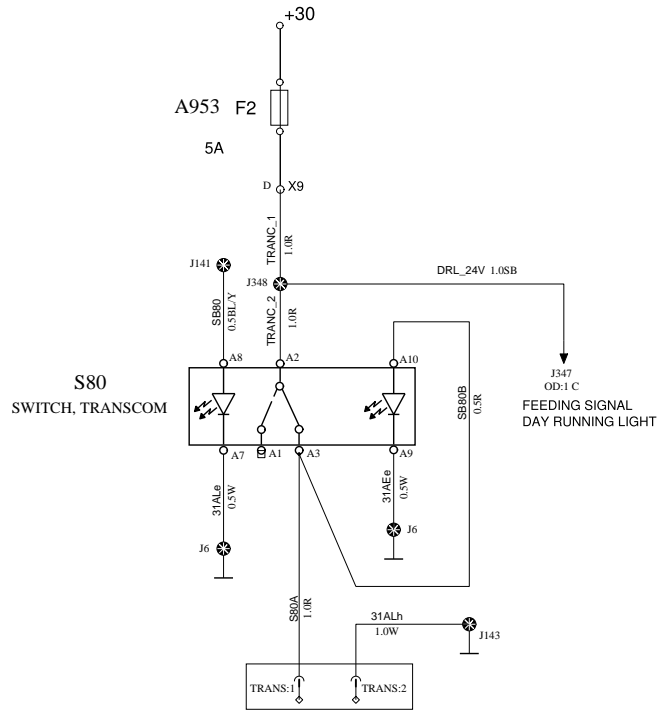 +30
A953 F2
5A
D X9
TRANC_1
1.0R
J141
J348
DRL_24V 1.0SB
SB80
0.5BL/Y
TRANC_2
1.0R
A8
A2
A10
J347
OD:1 C
FEEDING SIGNAL
DAY RUNNING LIGHT
S80
SWITCH, TRANSCOM
SB80B
0.5R
A7
A1
A3
A9
31ALe
0.5W
31AEe
0.5W
J6
J6
S80A
1.0R
31ALh
1.0W
J143
TRANS:1
TRANS:2